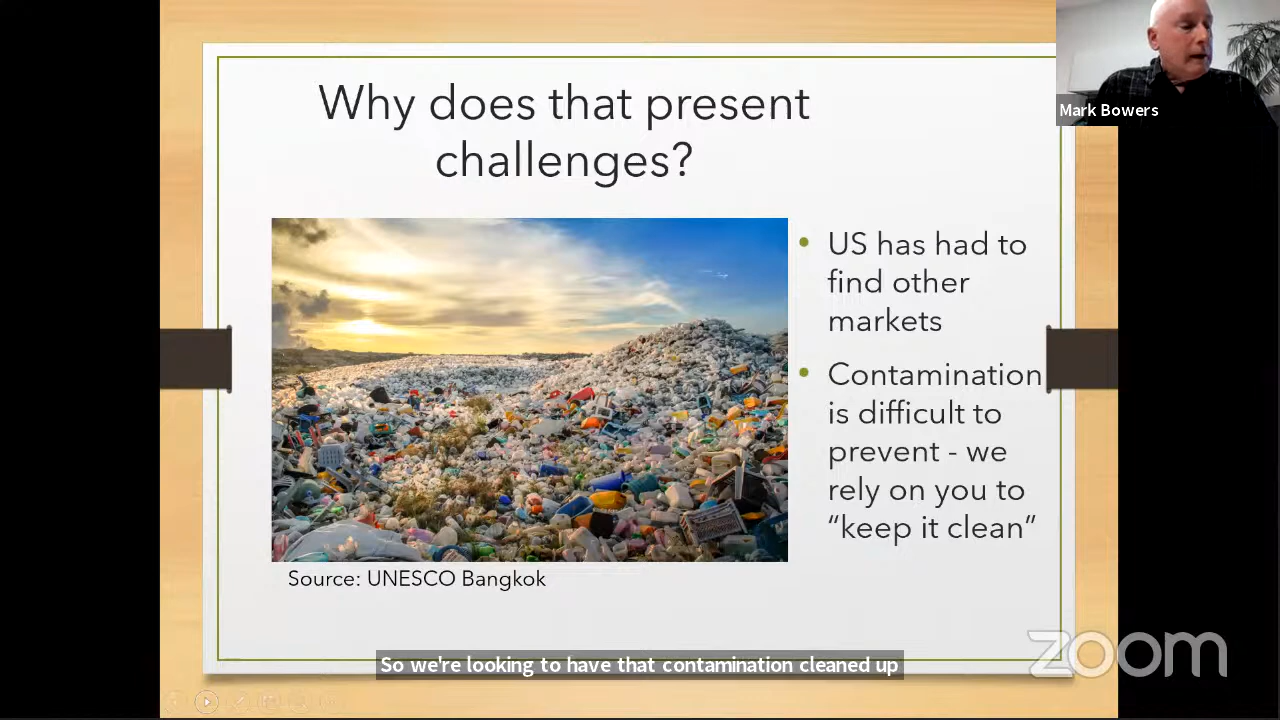 Why does that present
challenges?
Mark Bowers
• US has had to
find other
markets
• Contamination
is difficult to
prevent - we
rely on you to
“keep it clean”
Source: UNESCO Bangkok
So we're looking to have that contamination cleaned up
zoom